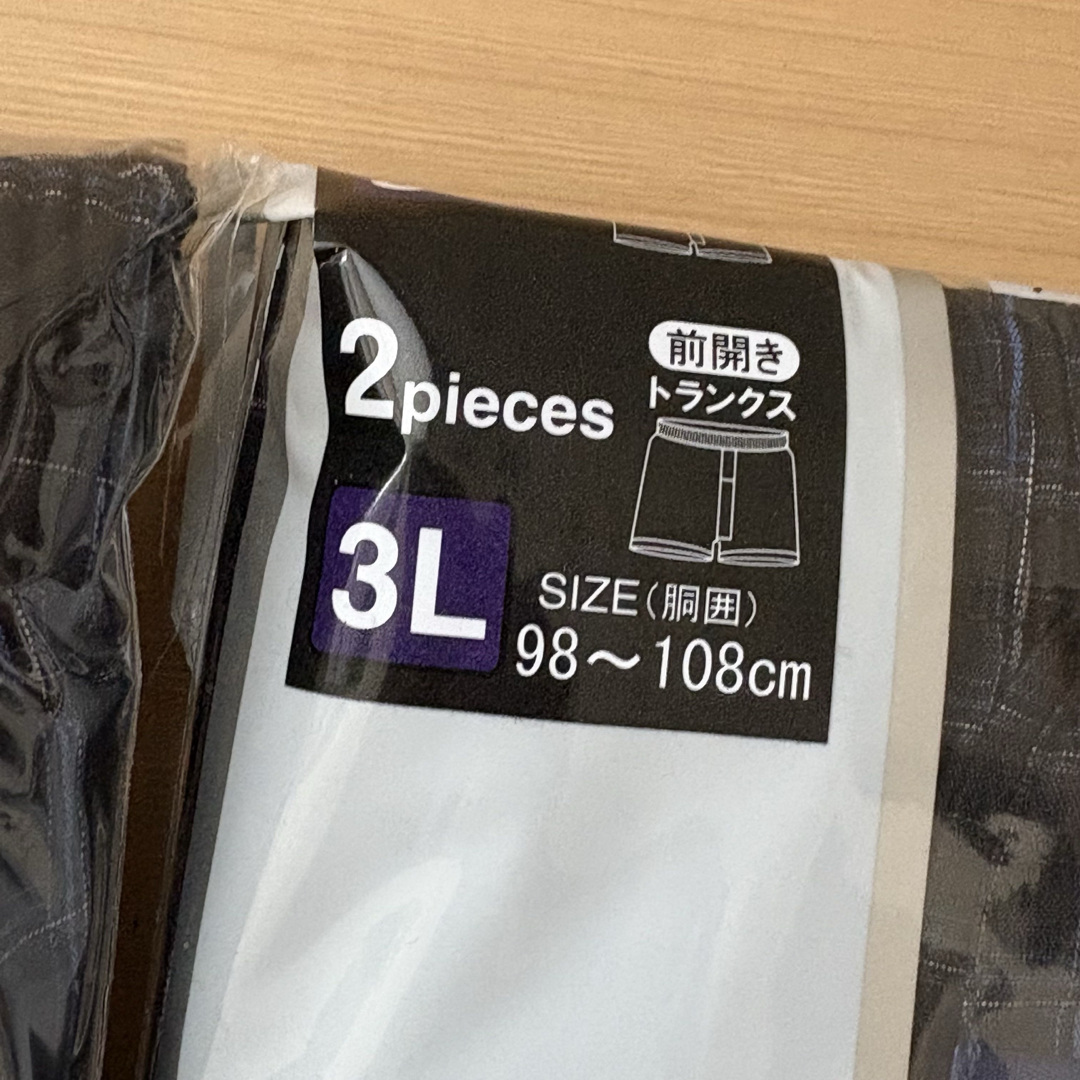 2pieces
前開き
トランクス
3L
SIZE(胴囲)
98～108cm